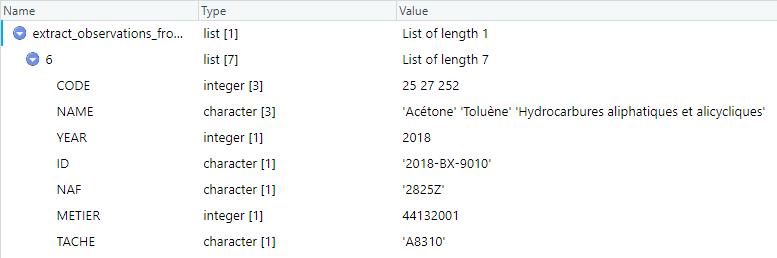 Name Type Value
extract_observations_fro... list [1] List of length 1
6 list [7] List of length 7
CODE integer [3] 25 27 252
NAME character [3] 'Acétone' 'Toluène' 'Hydrocarbures aliphatiques et alicycliques'
YEAR integer [1] 2018
ID character [1] '2018-BX-9010'
NAF character [1] '2825Z'
METIER integer [1] 44132001
TACHE character [1] 'A8310'